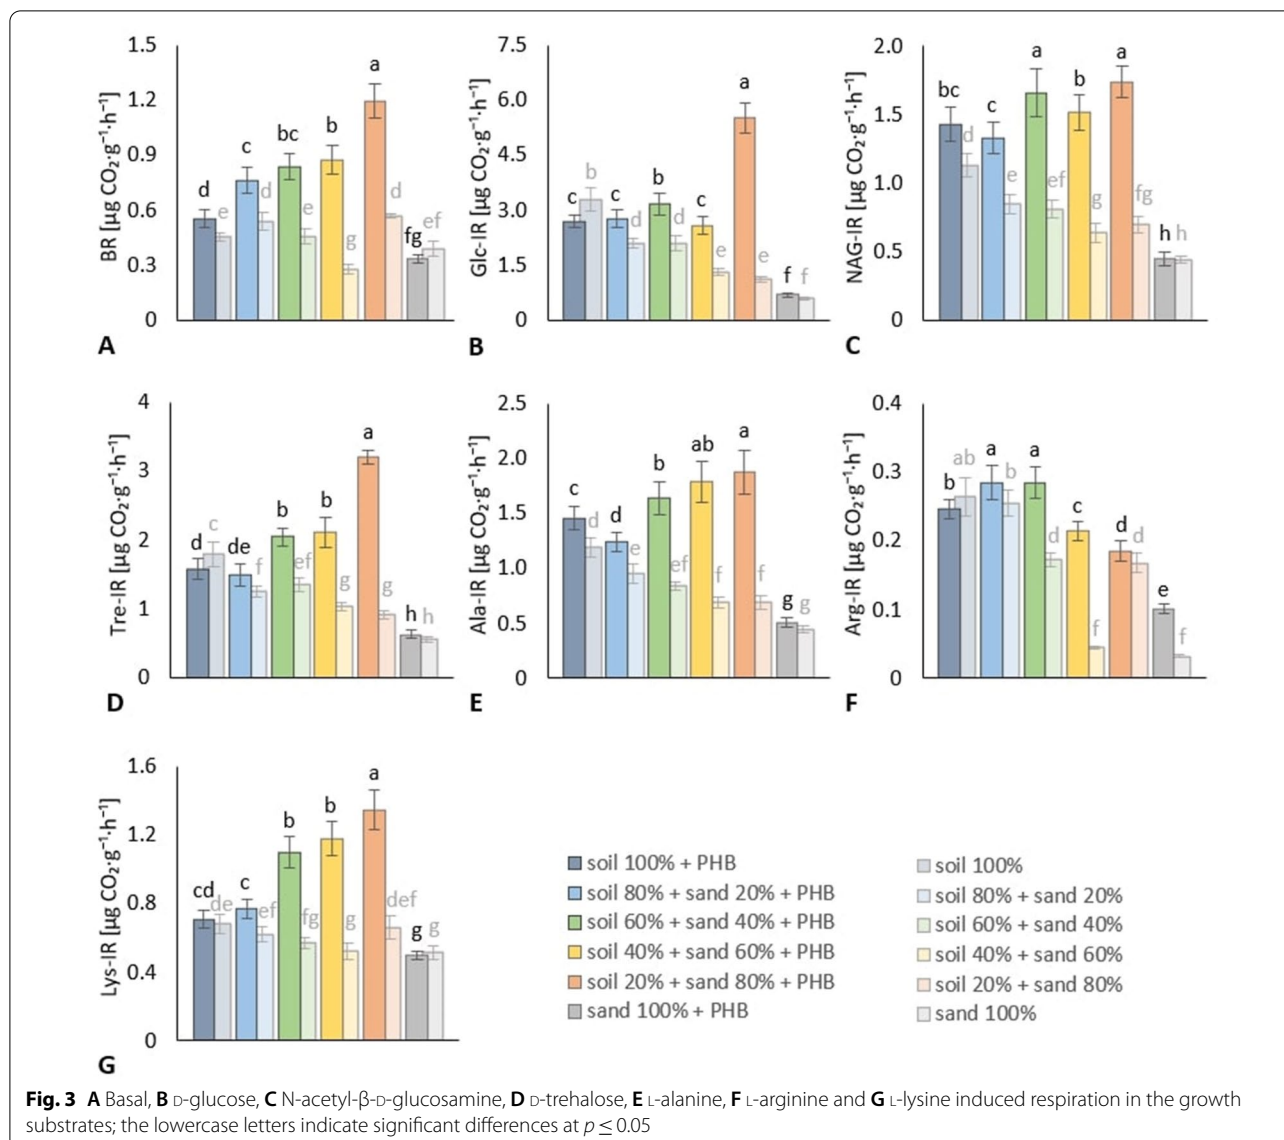 1.5
1.2
0.9
0.6
0.3
0
BR [µg CO₂·g⁻¹·h⁻¹]
d
e
c
d
bc
e
b
g
a
d
fg
ef
A
7.5
6.0
4.5
3.0
1.5
0
Glc-IR [µg CO₂·g⁻¹·h⁻¹]
c
b
c
d
b
d
c
e
a
e
f
f
B
2.0
1.5
1.0
0.5
0
NAG-IR [µg CO₂·g⁻¹·h⁻¹]
bc
d
c
e
a
ef
b
g
a
fg
h
h
C
4
3
2
1
0
Tre-IR [µg CO₂·g⁻¹·h⁻¹]
d
c
de
f
b
ef
b
g
a
g
h
h
D
2.5
2.0
1.5
1.0
0.5
0
Ala-IR [µg CO₂·g⁻¹·h⁻¹]
c
d
d
e
b
ef
ab
f
a
f
g
g
E
0.4
0.3
0.2
0.1
0
Arg-IR [µg CO₂·g⁻¹·h⁻¹]
b
ab
a
b
a
d
c
f
d
d
e
f
F
1.6
1.2
0.8
0.4
0
Lys-IR [µg CO₂·g⁻¹·h⁻¹]
cd
de
c
ef
b
fg
b
g
a
def
g
g
G
soil 100% + PHB
soil 80% + sand 20% + PHB
soil 60% + sand 40% + PHB
soil 40% + sand 60% + PHB
soil 20% + sand 80% + PHB
sand 100% + PHB
soil 100%
soil 80% + sand 20%
soil 60% + sand 40%
soil 40% + sand 60%
soil 20% + sand 80%
sand 100%
Fig. 3 A Basal, B D-glucose, C N-acetyl-β-D-glucosamine, D D-trehalose, E L-alanine, F L-arginine and G L-lysine induced respiration in the growth
substrates; the lowercase letters indicate significant differences at p ≤ 0.05